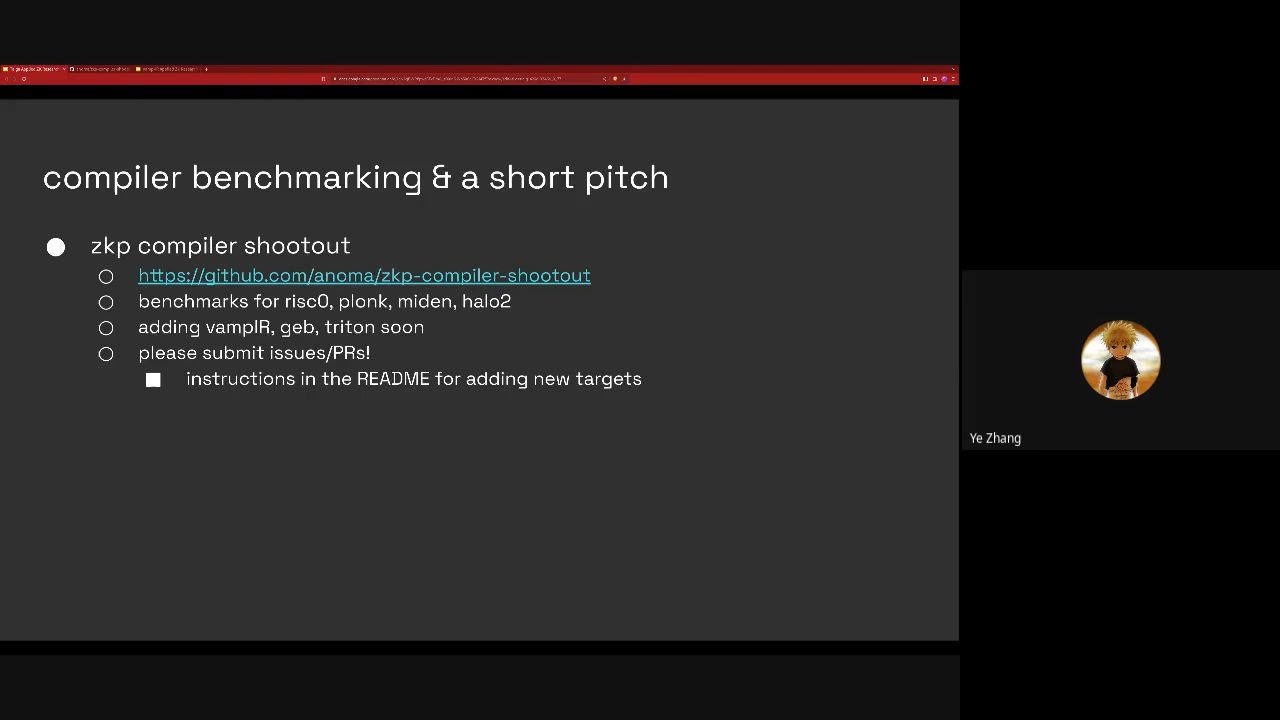 compiler benchmarking & a short pitch
zkp compiler shootout
https://github.com/anoma/zkp-compiler-shootout
benchmarks for risc0, plonk, miden, halo2
adding vampIR, geb, triton soon
please submit issues/PRs!
instructions in the README for adding new targets
Ye Zhang